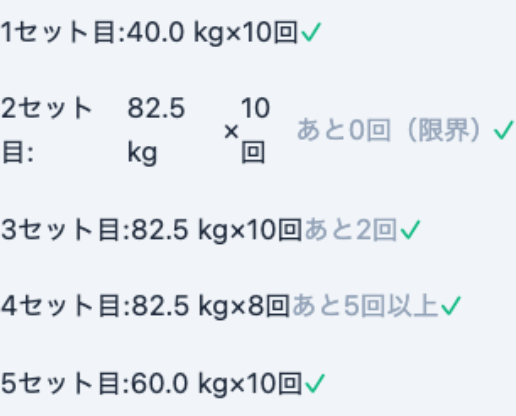 1セット目:40.0 kg×10回✓
2セット目: 82.5 kg ×10回 あと0回（限界）✓
3セット目:82.5 kg×10回あと2回✓
4セット目:82.5 kg×8回あと5回以上✓
5セット目:60.0 kg×10回✓